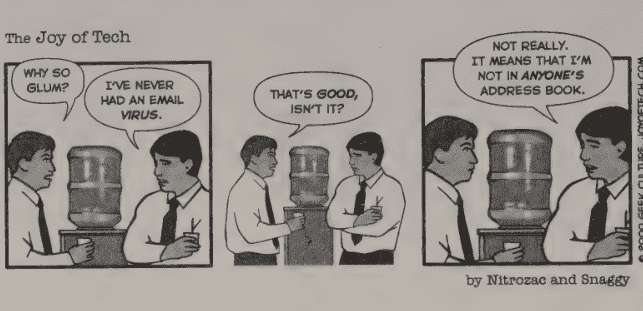 The Joy of Tech
WHY SO
GLUM?
I'VE NEVER
HAD AN EMAIL
VIRUS.
THAT'S GOOD,
ISN'T IT?
NOT REALLY.
IT MEANS THAT I'M
NOT IN ANYONE'S
ADDRESS BOOK.
by Nitrozac and Snaggy